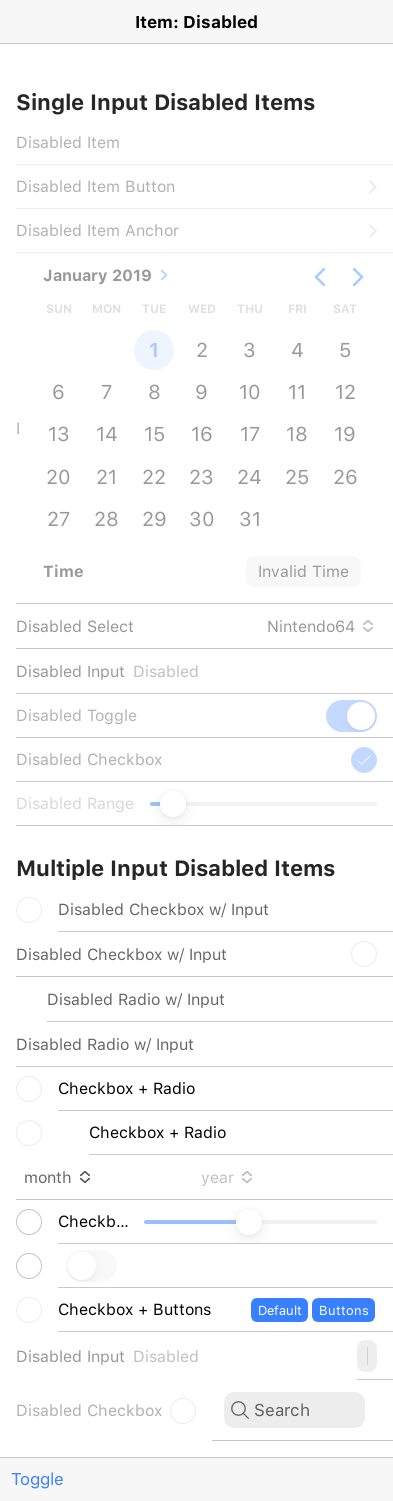 Item: Disabled
Single Input Disabled Items
Disabled Item
Disabled Item Button
Disabled Item Anchor
January 2019
SUN MON TUE WED THU FRI SAT
1 2 3 4 5
6 7 8 9 10 11 12
13 14 15 16 17 18 19
20 21 22 23 24 25 26
27 28 29 30 31
Time Invalid Time
Disabled Select Nintendo64
Disabled Input Disabled
Disabled Toggle
Disabled Checkbox
Disabled Range
Multiple Input Disabled Items
Disabled Checkbox w/ Input
Disabled Checkbox w/ Input
Disabled Radio w/ Input
Disabled Radio w/ Input
Checkbox + Radio
Checkbox + Radio
month year
Checkb...
Checkbox + Buttons Default Buttons
Disabled Input Disabled
Disabled Checkbox Search
Toggle